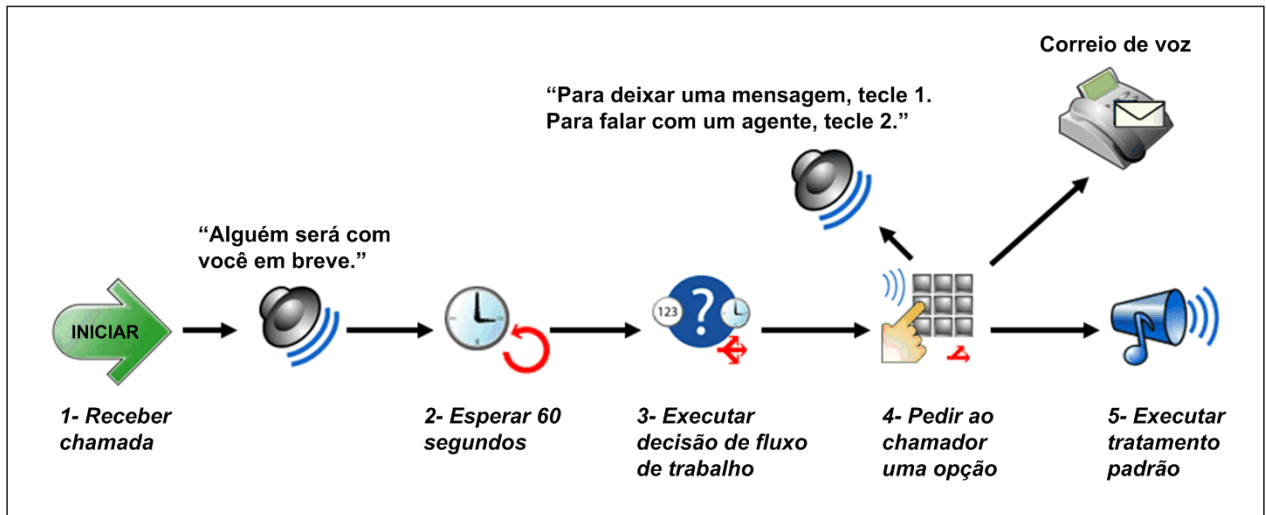 Correio de voz
“Para deixar uma mensagem, tecle 1.
Para falar com um agente, tecle 2.”
“Alguém será com
você em breve.”
INICIAR
123
?
1- Receber
chamada
2- Esperar 60
segundos
3- Executar
decisão de fluxo
de trabalho
4- Pedir ao
chamador
uma opção
5- Executar
tratamento
padrão